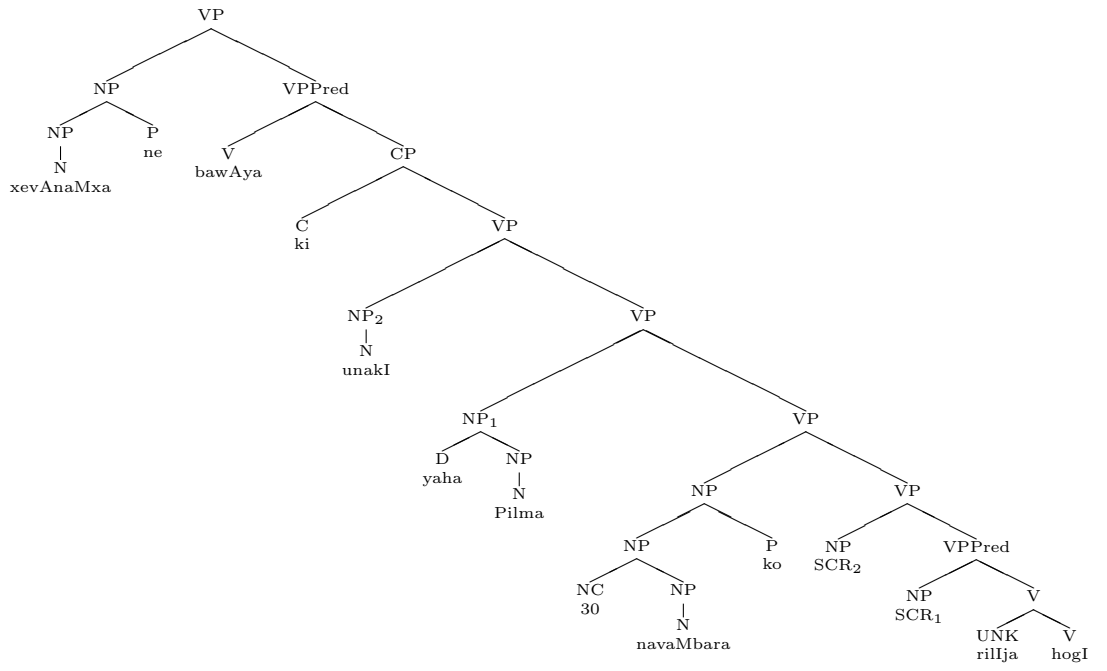 VP
NP VPPred
NP P V CP
ne bawAya
N
xevAnaMxa
C VP
ki
NP2 VP
N
unakI
NP1 VP
D NP NP VP
yaha
N
Pilma
NP P NP VPPred
ko SCR2
NC NP NP V
30 SCR1
N UNK V
navaMbara rilIja hogI